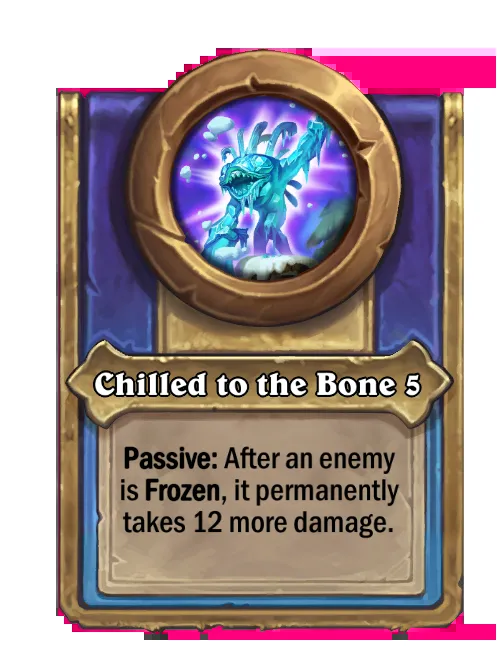 Chilled to the Bone 5
Passive: After an enemy
is Frozen, it permanently
takes 12 more damage.